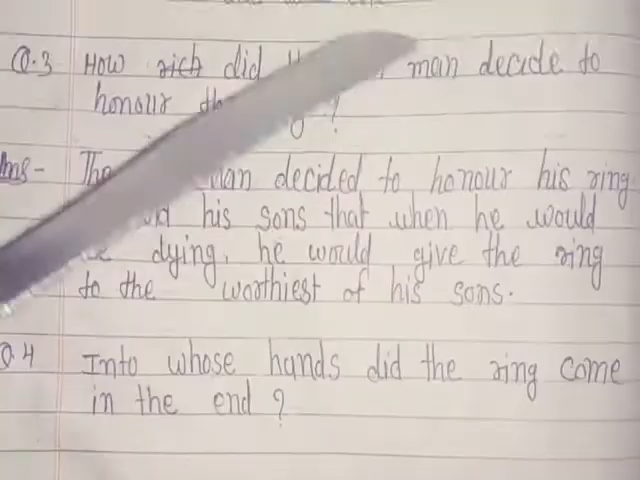 Q.3 How rich did man decide to
honour
Ans- The man decided to honour his ring
his sons that when he would
dying, he would give the ring
to the worthiest of his sons.
Q.4 Into whose hands did the ring come
in the end ?